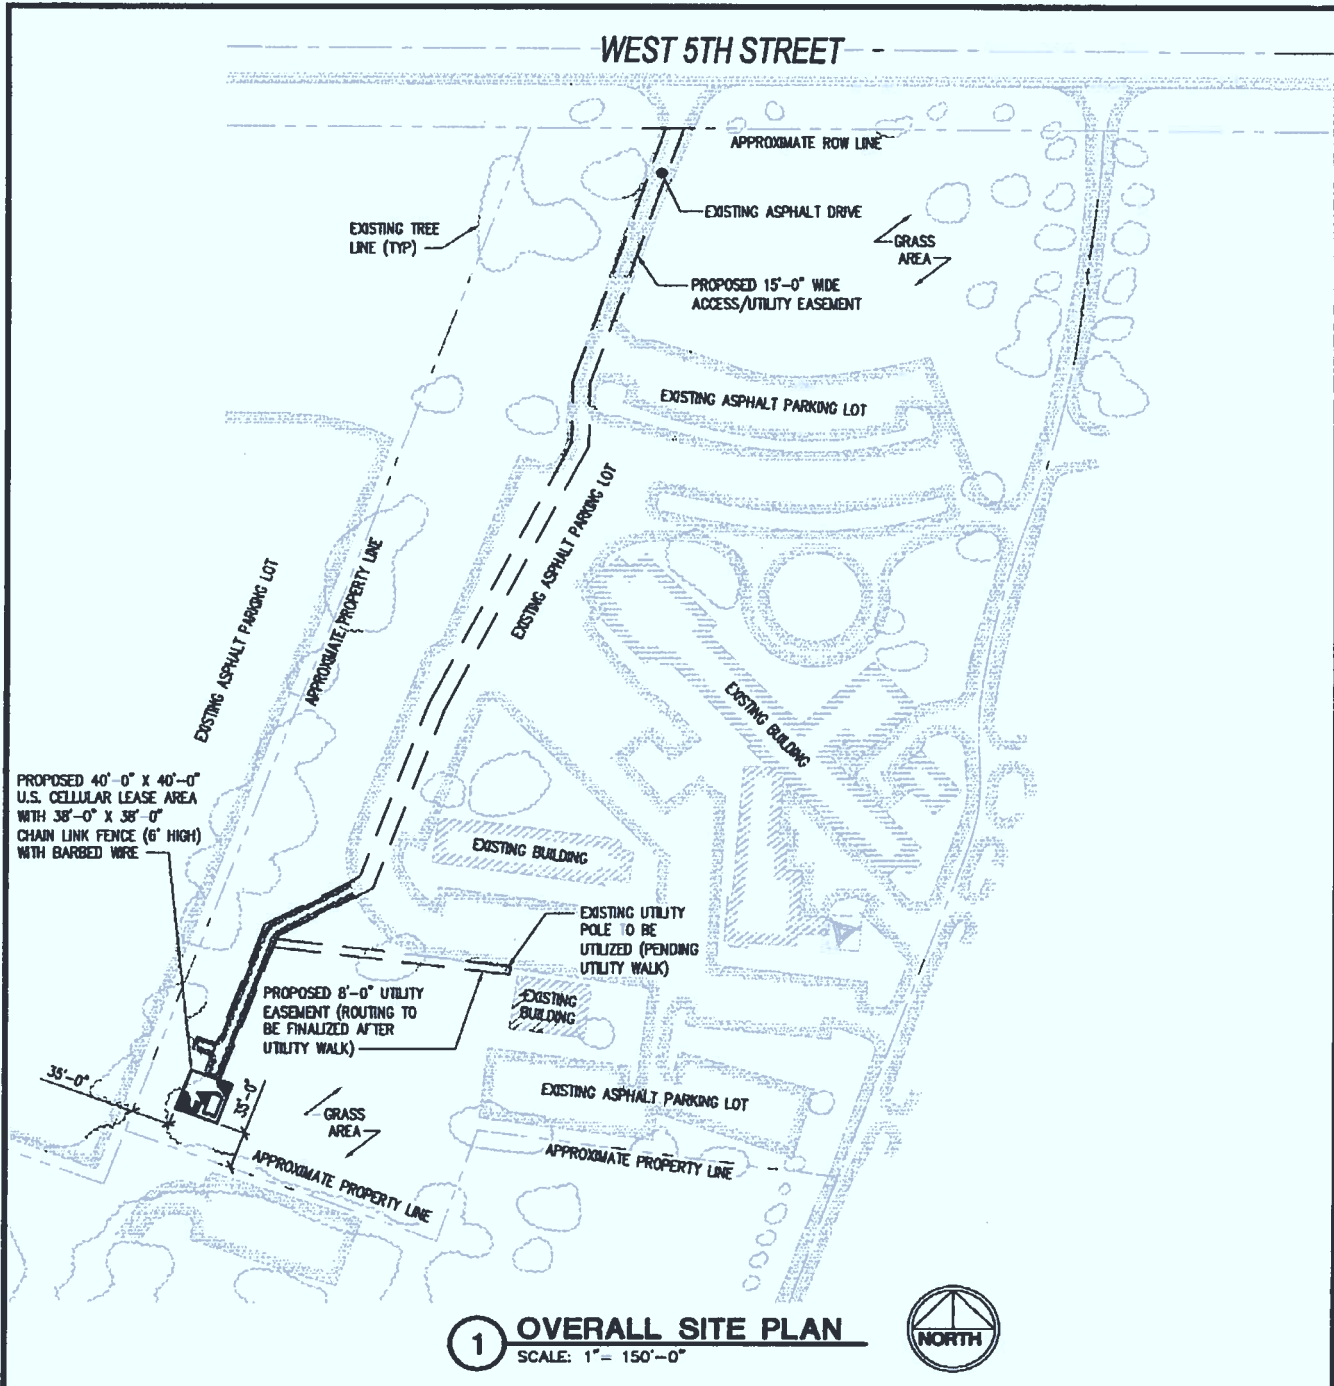 WEST 5TH STREET
APPROXIMATE ROW LINE
EXISTING ASPHALT DRIVE
EXISTING TREE
LINE (TYP)
GRASS
AREA
PROPOSED 15'-0" WIDE
ACCESS/UTILITY EASEMENT
EXISTING ASPHALT PARKING LOT
EXISTING ASPHALT PARKING LOT
APPROXIMATE PROPERTY LINE
EXISTING ASPHALT PARKING LOT
EXISTING BUILDING
PROPOSED 40'-0" X 40'-0"
U.S. CELLULAR LEASE AREA
WITH 38'-0" X 38'-0"
CHAIN LINK FENCE (6' HIGH)
WITH BARBED WIRE
EXISTING BUILDING
EXISTING UTILITY
POLE TO BE
UTILIZED (PENDING
UTILITY WALK)
PROPOSED 8'-0" UTILITY
EASEMENT (ROUTING TO
BE FINALIZED AFTER
UTILITY WALK)
EXISTING
BUILDING
35'-0"
35'-0"
EXISTING ASPHALT PARKING LOT
GRASS
AREA
APPROXIMATE PROPERTY LINE
APPROXIMATE PROPERTY LINE
1
OVERALL SITE PLAN
SCALE: 1"= 150'-0"
NORTH